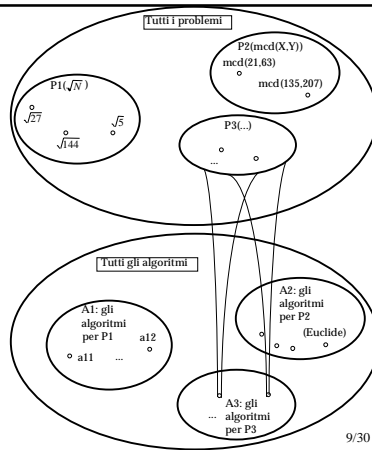 Tutti i problemi
P2(mcd(X,Y))
mcd(21,63)
mcd(135,207)
P1(√N)
√27
√144
√5
P3(...)
...
Tutti gli algoritmi
A1: gli
algoritmi
per P1
a11
...
a12
A2: gli
algoritmi
per P2
(Euclide)
A3: gli
algoritmi
per P3
...
9/30